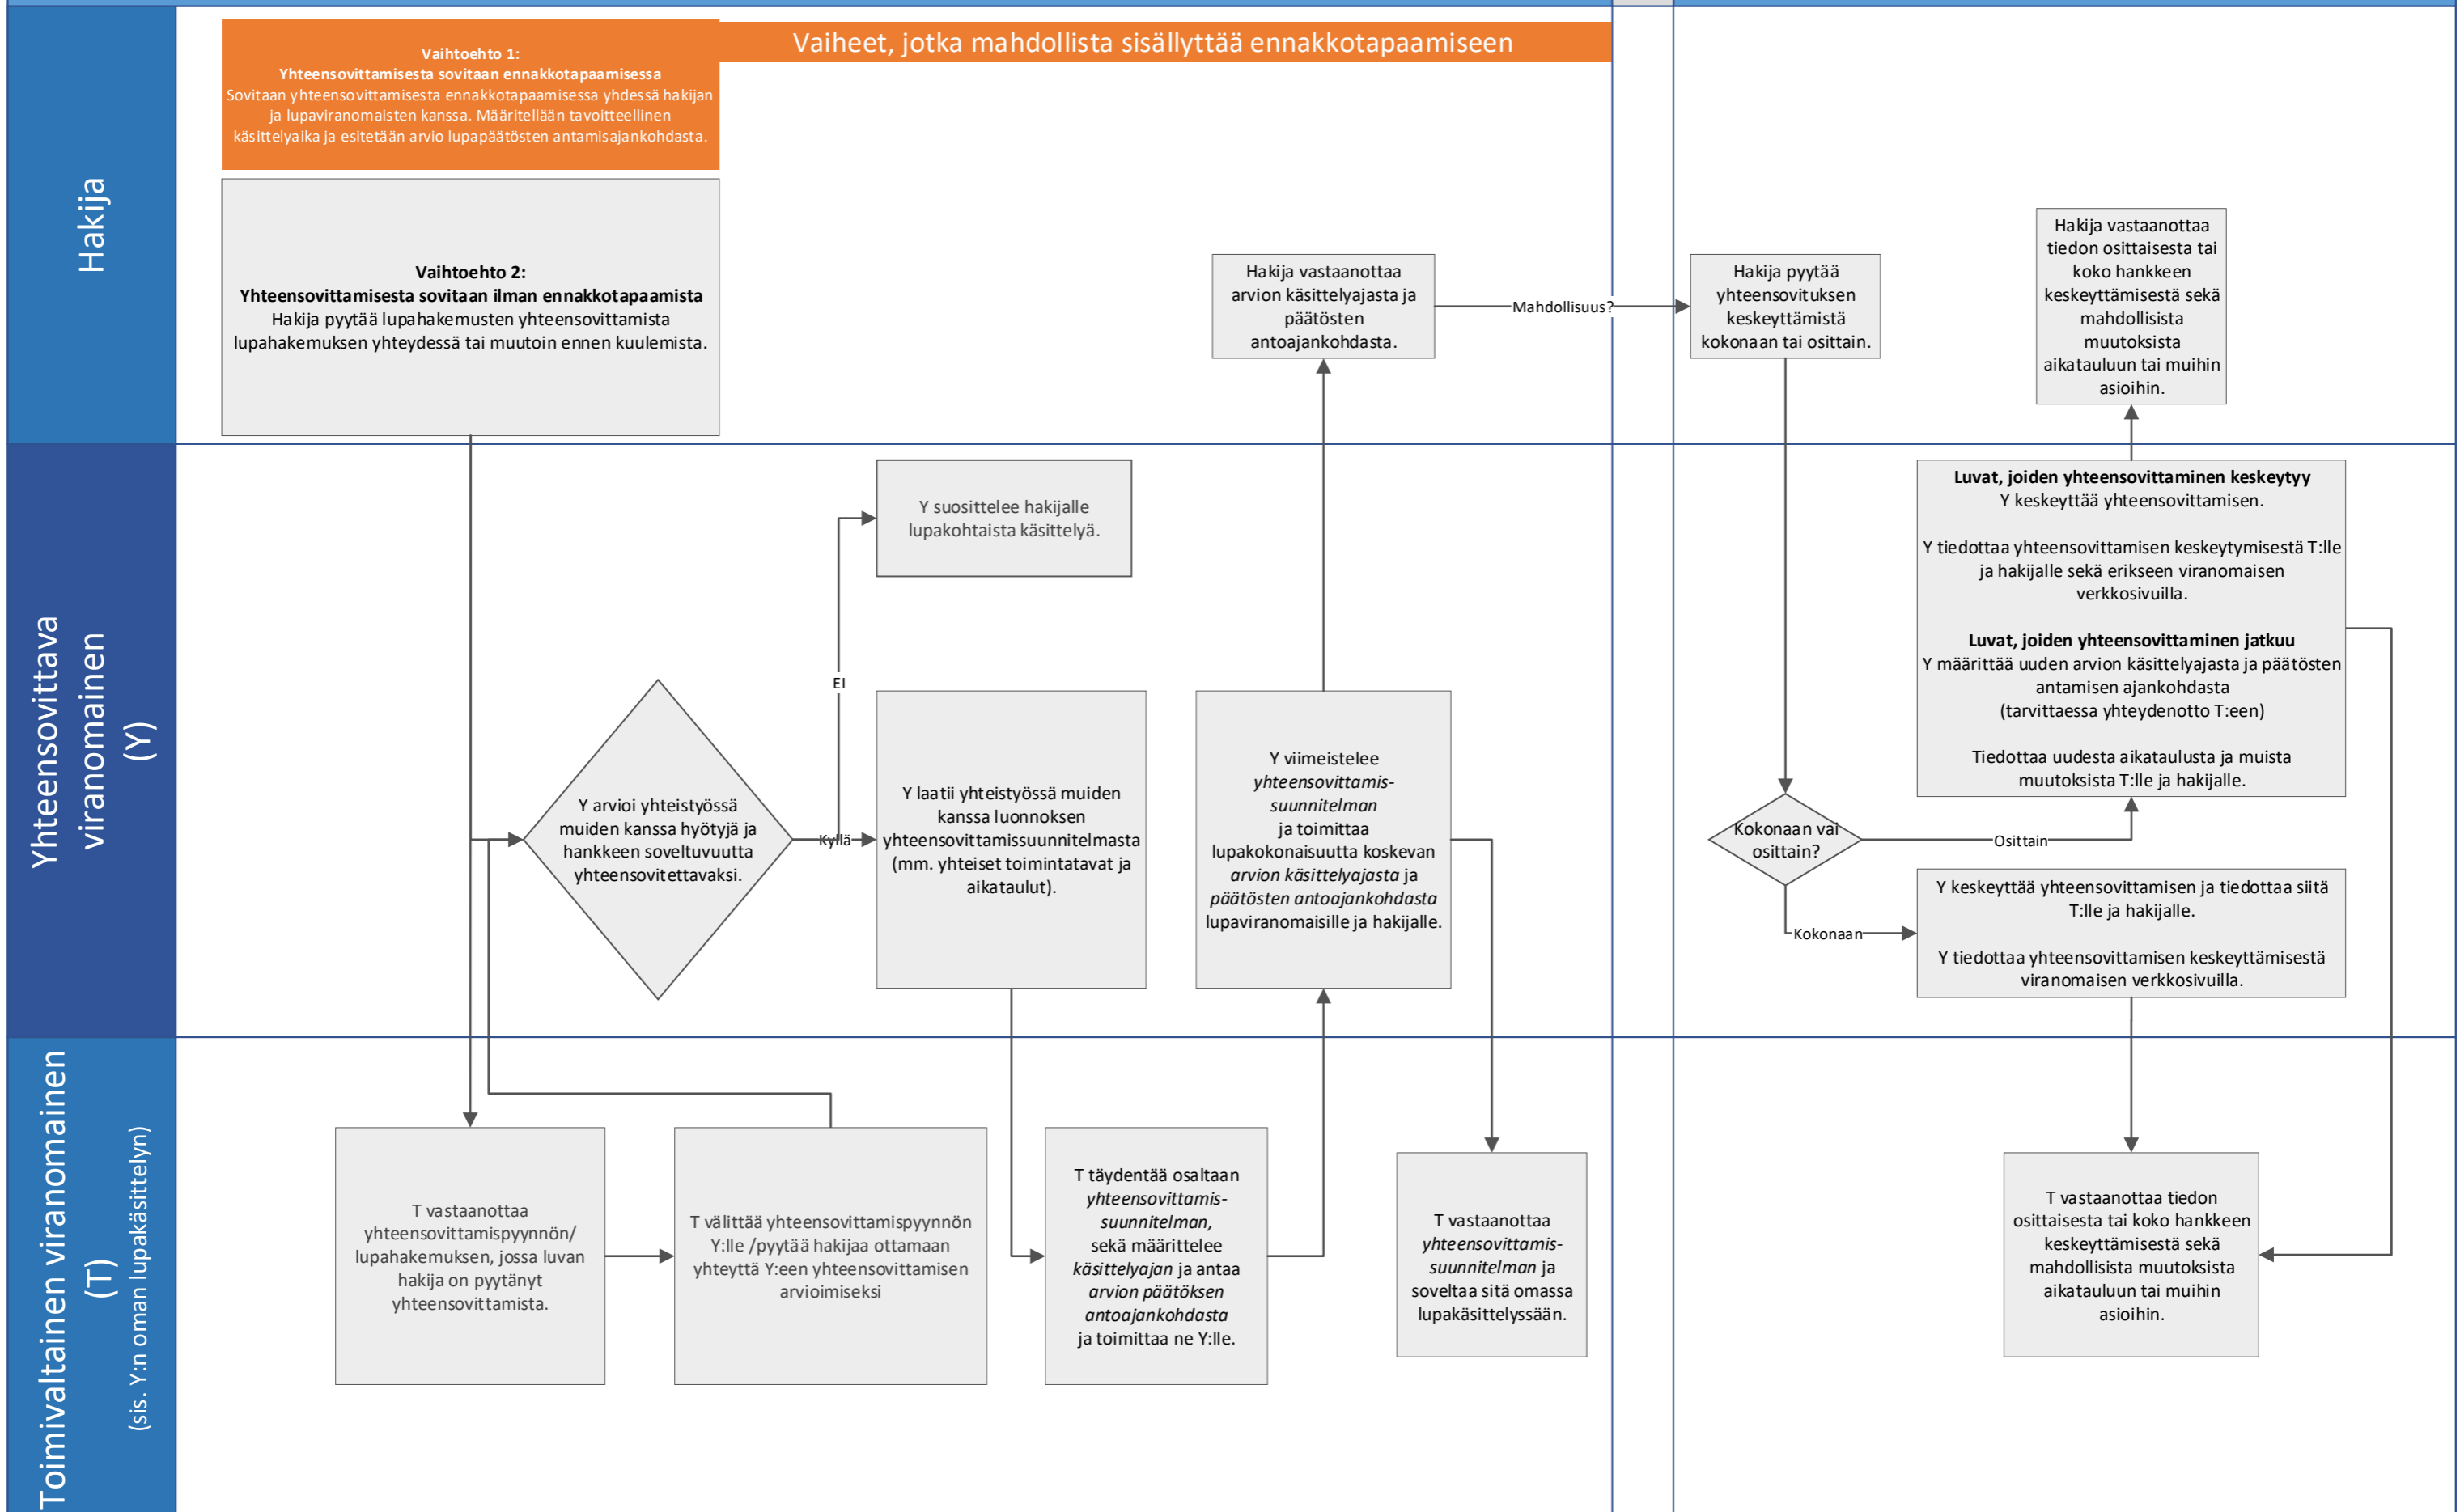 Vaihtoehto 1:
Yhteensovittamisesta sovitaan ennakkotapaamisessa
Sovitaan yhteensovittamisesta ennakkotapaamisessa yhdessä hakijan
ja lupaviranomaisten kanssa. Määritellään tavoitteellinen
käsittelyaika ja esitetään arvio lupapäätösten antamisajankohdasta.
Vaiheet, jotka mahdollista sisällyttää ennakkotapaamiseen
Hakija
Vaihtoehto 2:
Yhteensovittamisesta sovitaan ilman ennakkotapaamista
Hakija pyytää lupahakemusten yhteensovittamista
lupahakemuksen yhteydessä tai muutoin ennen kuulemista.
Hakija vastaanottaa
arvion käsittelyajasta ja
päätösten
antoajankohdasta.
Mahdollisuus?
Hakija pyytää
yhteensovituksen
keskeyttämistä
kokonaan tai osittain.
Hakija vastaanottaa
tiedon osittaisesta tai
koko hankkeen
keskeyttämisestä sekä
mahdollisista
muutoksista
aikatauluun tai muihin
asioihin.
Yhteensovittava
viranomainen
(Y)
Y arvioi yhteistyössä
muiden kanssa hyötyjä ja
hankkeen soveltuvuutta
yhteensovitettavaksi.
EI
Kyllä
Y suosittelee hakijalle
lupakohtaista käsittelyä.
Y laatii yhteistyössä muiden
kanssa luonnoksen
yhteensovittamissuunnitelmasta
(mm. yhteiset toimintatavat ja
aikataulut).
Y viimeistelee
yhteensovittamis-
suunnitelman
ja toimittaa
lupakokonaisuutta koskevan
arvion käsittelyajasta ja
päätösten antoajankohdasta
lupaviranomaisille ja hakijalle.
Kokonaan vai
osittain?
Osittain
Kokonaan
Luvat, joiden yhteensovittaminen keskeytyy
Y keskeyttää yhteensovittamisen.
Y tiedottaa yhteensovittamisen keskeytymisestä T:lle
ja hakijalle sekä erikseen viranomaisen
verkkosivuilla.
Luvat, joiden yhteensovittaminen jatkuu
Y määrittää uuden arvion käsittelyajasta ja päätösten
antamisen ajankohdasta
(tarvittaessa yhteydenotto T:een)
Tiedottaa uudesta aikataulusta ja muista
muutoksista T:lle ja hakijalle.
Y keskeyttää yhteensovittamisen ja tiedottaa siitä
T:lle ja hakijalle.
Y tiedottaa yhteensovittamisen keskeyttämisestä
viranomaisen verkkosivuilla.
Toimivaltainen viranomainen
(T)
(sis. Y:n oman lupakäsittelyn)
T vastaanottaa
yhteensovittamispyynnön/
lupahakemuksen, jossa luvan
hakija on pyytänyt
yhteensovittamista.
T välittää yhteensovittamispyynnön
Y:lle /pyytää hakijaa ottamaan
yhteyttä Y:een yhteensovittamisen
arvioimiseksi
T täydentää osaltaan
yhteensovittamis-
suunnitelman,
sekä määrittelee
käsittelyajan ja antaa
arvion päätöksen
antoajankohdasta
ja toimittaa ne Y:lle.
T vastaanottaa
yhteensovittamis-
suunnitelman ja
soveltaa sitä omassa
lupakäsittelyssään.
T vastaanottaa tiedon
osittaisesta tai koko hankkeen
keskeyttämisestä sekä
mahdollisista muutoksista
aikatauluun tai muihin
asioihin.